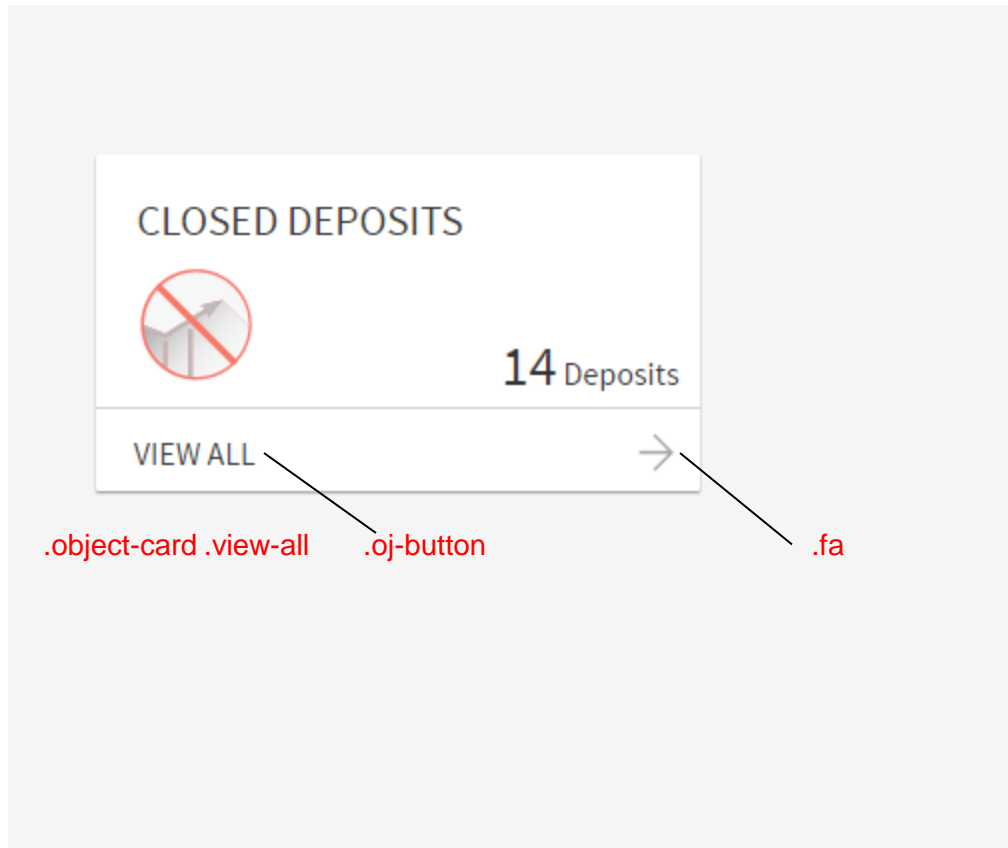 CLOSED DEPOSITS
14 Deposits
VIEW ALL
.object-card .view-all .oj-button .fa